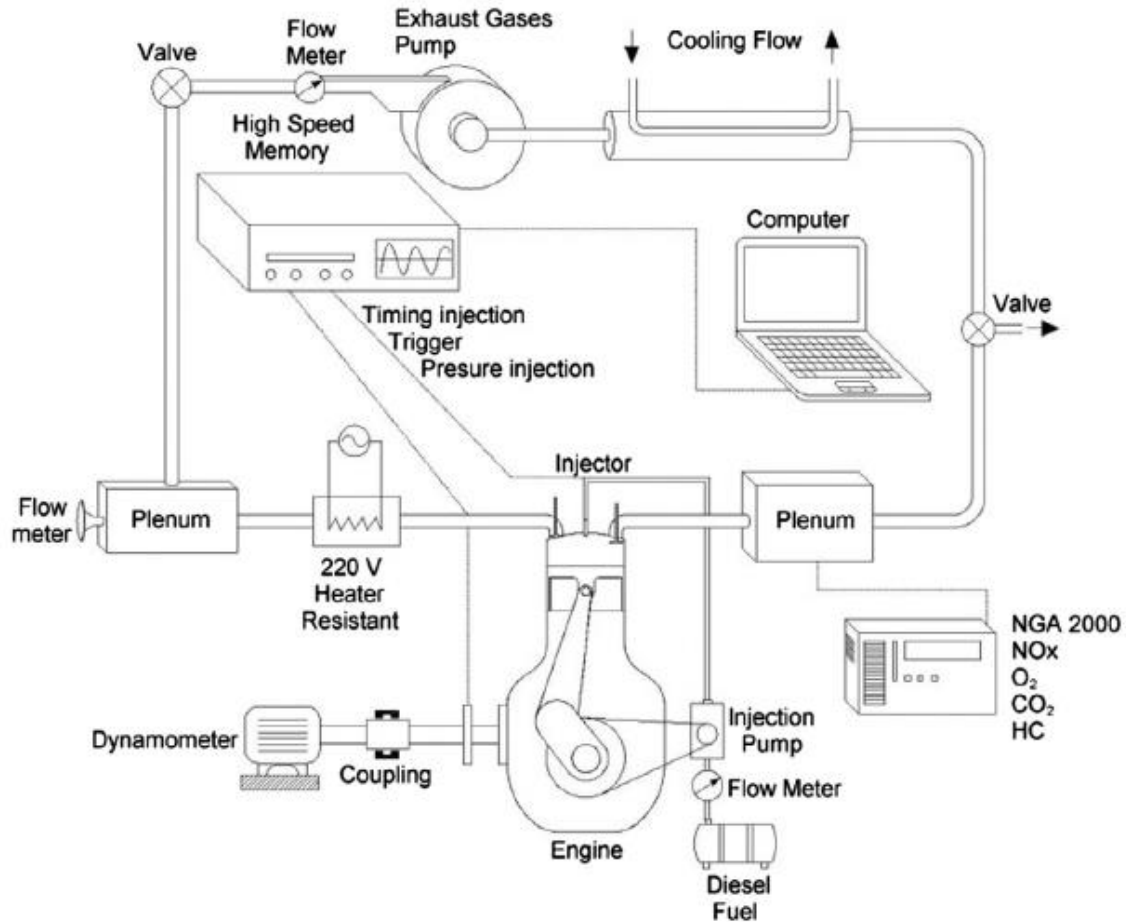 Valve
Flow
Meter
Exhaust Gases
Pump
Cooling Flow
High Speed
Memory
Computer
Valve
Timing injection
Trigger
Presure injection
Injector
Flow
meter
Plenum
220 V
Heater
Resistant
Plenum
NGA 2000
NOx
O₂
CO₂
HC
Dynamometer
Coupling
Injection
Pump
Flow Meter
Engine
Diesel
Fuel